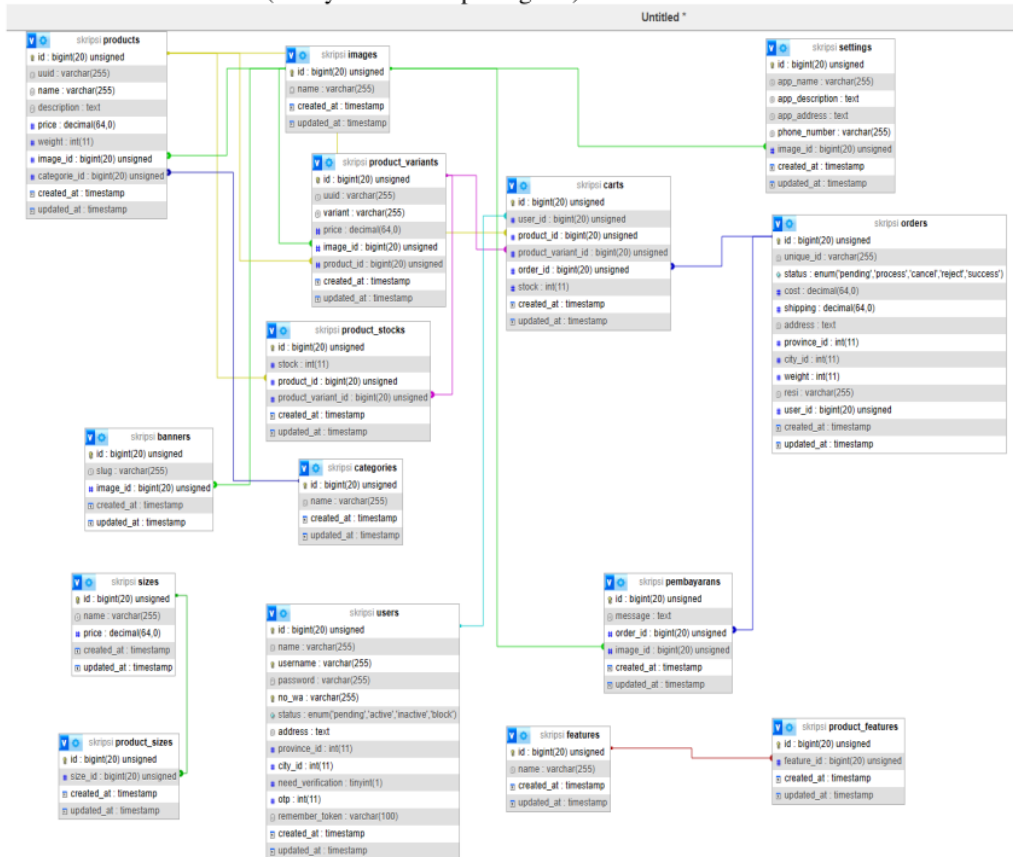 Untitled *
skripsi products
id : bigint(20) unsigned
uuid : varchar(255)
name : varchar(255)
description : text
price : decimal(64,0)
weight : int(11)
image_id : bigint(20) unsigned
categorie_id : bigint(20) unsigned
created_at : timestamp
updated_at : timestamp
skripsi images
id : bigint(20) unsigned
name : varchar(255)
created_at : timestamp
updated_at : timestamp
skripsi settings
id : bigint(20) unsigned
app_name : varchar(255)
app_description : text
app_address : text
phone_number : varchar(255)
image_id : bigint(20) unsigned
created_at : timestamp
updated_at : timestamp
skripsi product_variants
id : bigint(20) unsigned
uuid : varchar(255)
variant : varchar(255)
price : decimal(64,0)
image_id : bigint(20) unsigned
product_id : bigint(20) unsigned
created_at : timestamp
updated_at : timestamp
skripsi carts
id : bigint(20) unsigned
user_id : bigint(20) unsigned
product_id : bigint(20) unsigned
product_variant_id : bigint(20) unsigned
order_id : bigint(20) unsigned
stock : int(11)
created_at : timestamp
updated_at : timestamp
skripsi orders
id : bigint(20) unsigned
unique_id : varchar(255)
status : enum('pending','process','cancel','reject','success')
cost : decimal(64,0)
shipping : decimal(64,0)
address : text
province_id : int(11)
city_id : int(11)
weight : int(11)
resi : varchar(255)
user_id : bigint(20) unsigned
created_at : timestamp
updated_at : timestamp
skripsi product_stocks
id : bigint(20) unsigned
stock : int(11)
product_id : bigint(20) unsigned
product_variant_id : bigint(20) unsigned
created_at : timestamp
updated_at : timestamp
skripsi banners
id : bigint(20) unsigned
slug : varchar(255)
image_id : bigint(20) unsigned
created_at : timestamp
updated_at : timestamp
skripsi categories
id : bigint(20) unsigned
name : varchar(255)
created_at : timestamp
updated_at : timestamp
skripsi sizes
id : bigint(20) unsigned
name : varchar(255)
price : decimal(64,0)
created_at : timestamp
updated_at : timestamp
skripsi users
id : bigint(20) unsigned
name : varchar(255)
username : varchar(255)
password : varchar(255)
no_wa : varchar(255)
status : enum('pending','active','inactive','block')
address : text
province_id : int(11)
city_id : int(11)
need_verification : tinyint(1)
otp : int(11)
remember_token : varchar(100)
created_at : timestamp
updated_at : timestamp
skripsi pembayarans
id : bigint(20) unsigned
message : text
order_id : bigint(20) unsigned
image_id : bigint(20) unsigned
created_at : timestamp
updated_at : timestamp
skripsi product_sizes
id : bigint(20) unsigned
size_id : bigint(20) unsigned
created_at : timestamp
updated_at : timestamp
skripsi features
id : bigint(20) unsigned
name : varchar(255)
created_at : timestamp
updated_at : timestamp
skripsi product_features
id : bigint(20) unsigned
feature_id : bigint(20) unsigned
created_at : timestamp
updated_at : timestamp